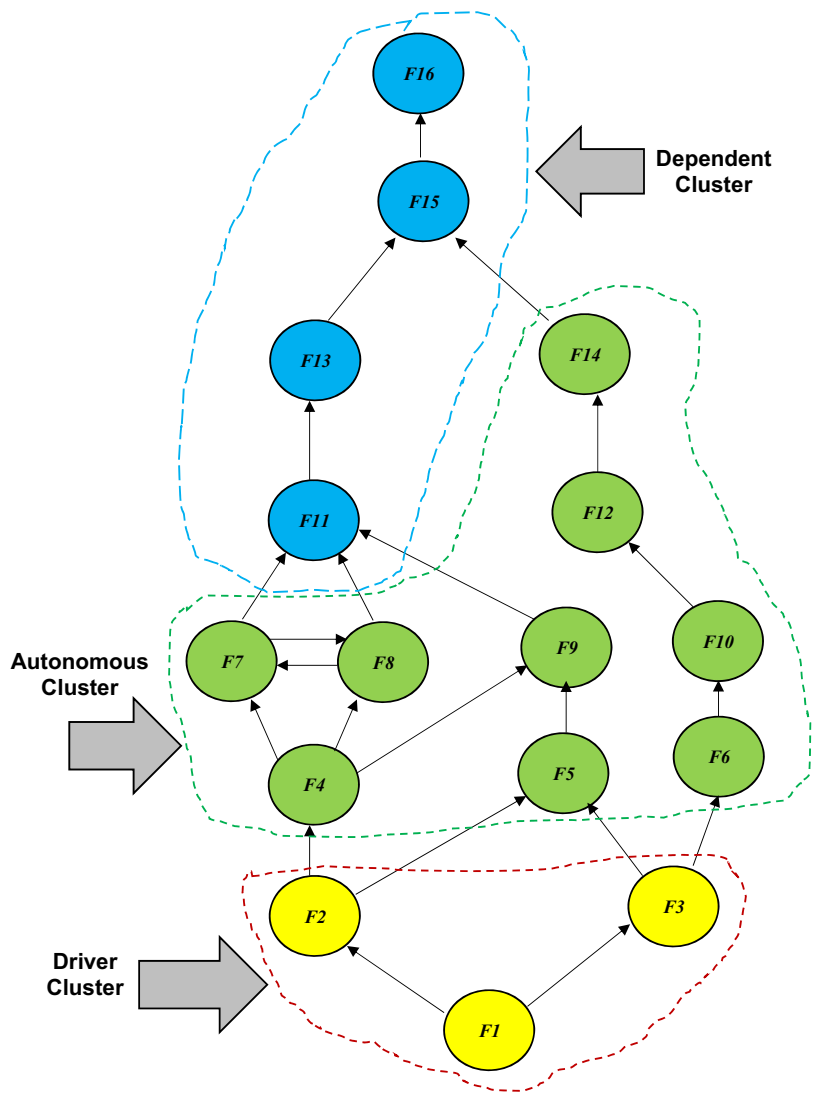 F16
Dependent
Cluster
F15
F14
F13
F12
F11
F10
F9
F7
F8
Autonomous
Cluster
F6
F5
F4
F3
F2
Driver
Cluster
F1